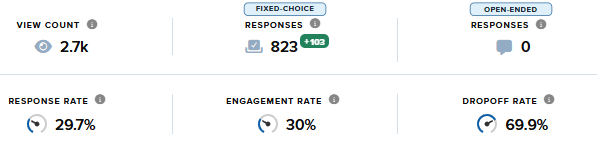 FIXED-CHOICE
OPEN-ENDED
VIEW COUNT
RESPONSES
RESPONSES
2.7k
823 +103
0
RESPONSE RATE
ENGAGEMENT RATE
DROPOFF RATE
29.7%
30%
69.9%